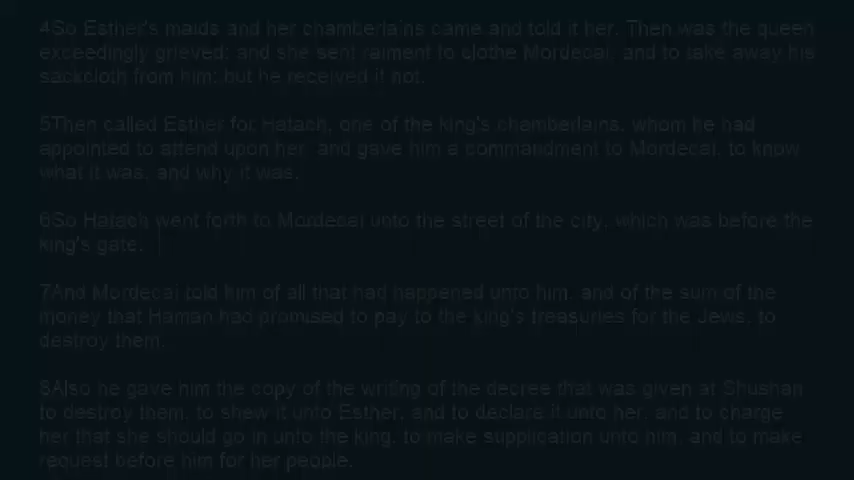 4So Esther's maids and her chamberlains came and told it her. Then was the queen
exceedingly grieved; and she sent raiment to clothe Mordecai, and to take away his
sackcloth from him: but he received it not.
5Then called Esther for Hatach, one of the king's chamberlains, whom he had
appointed to attend upon her, and gave him a commandment to Mordecai, to know
what it was, and why it was.
6So Hatach went forth to Mordecai unto the street of the city, which was before the
king's gate.
7And Mordecai told him of all that had happened unto him, and of the sum of the
money that Haman had promised to pay to the king's treasuries for the Jews, to
destroy them.
8Also he gave him the copy of the writing of the decree that was given at Shushan
to destroy them, to shew it unto Esther, and to declare it unto her, and to charge
her that she should go in unto the king, to make supplication unto him, and to make
request before him for her people.